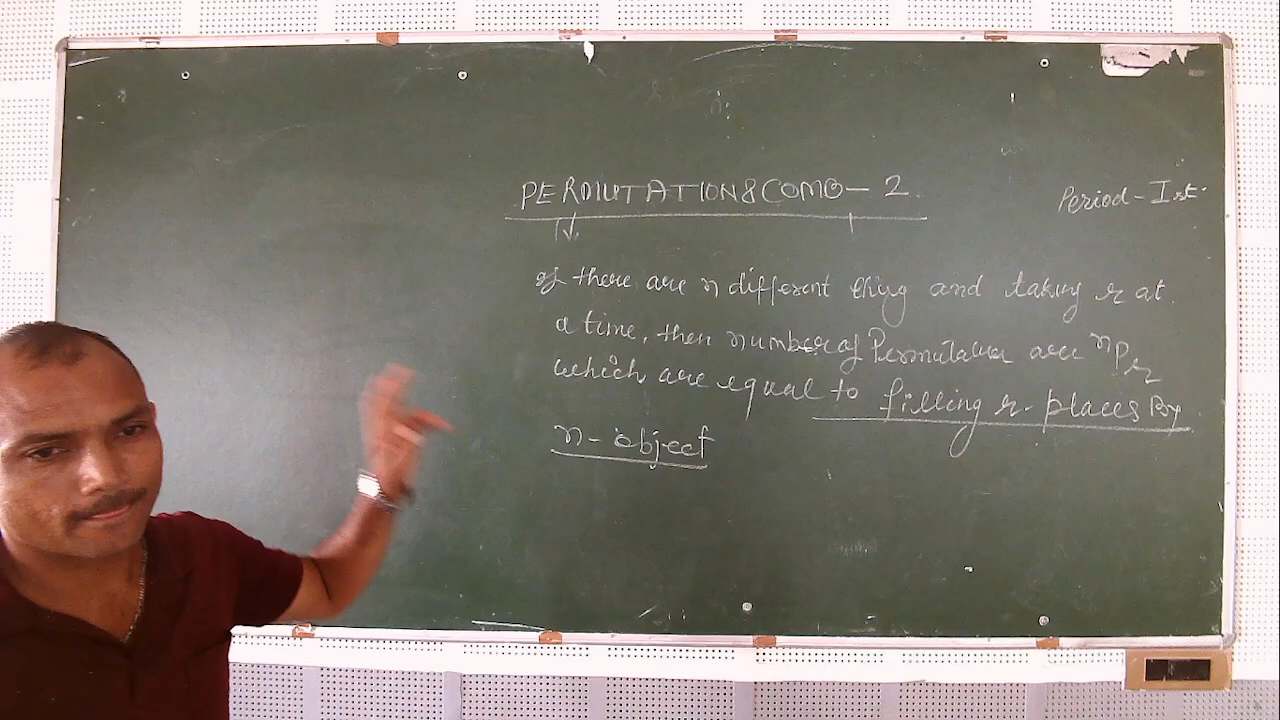 PERMUTATION&COMB-2
Period-Ist.
If there are n different thing and taking r at
a time, then number of Permutation are nPr
which are equal to filling r-places By
n-object